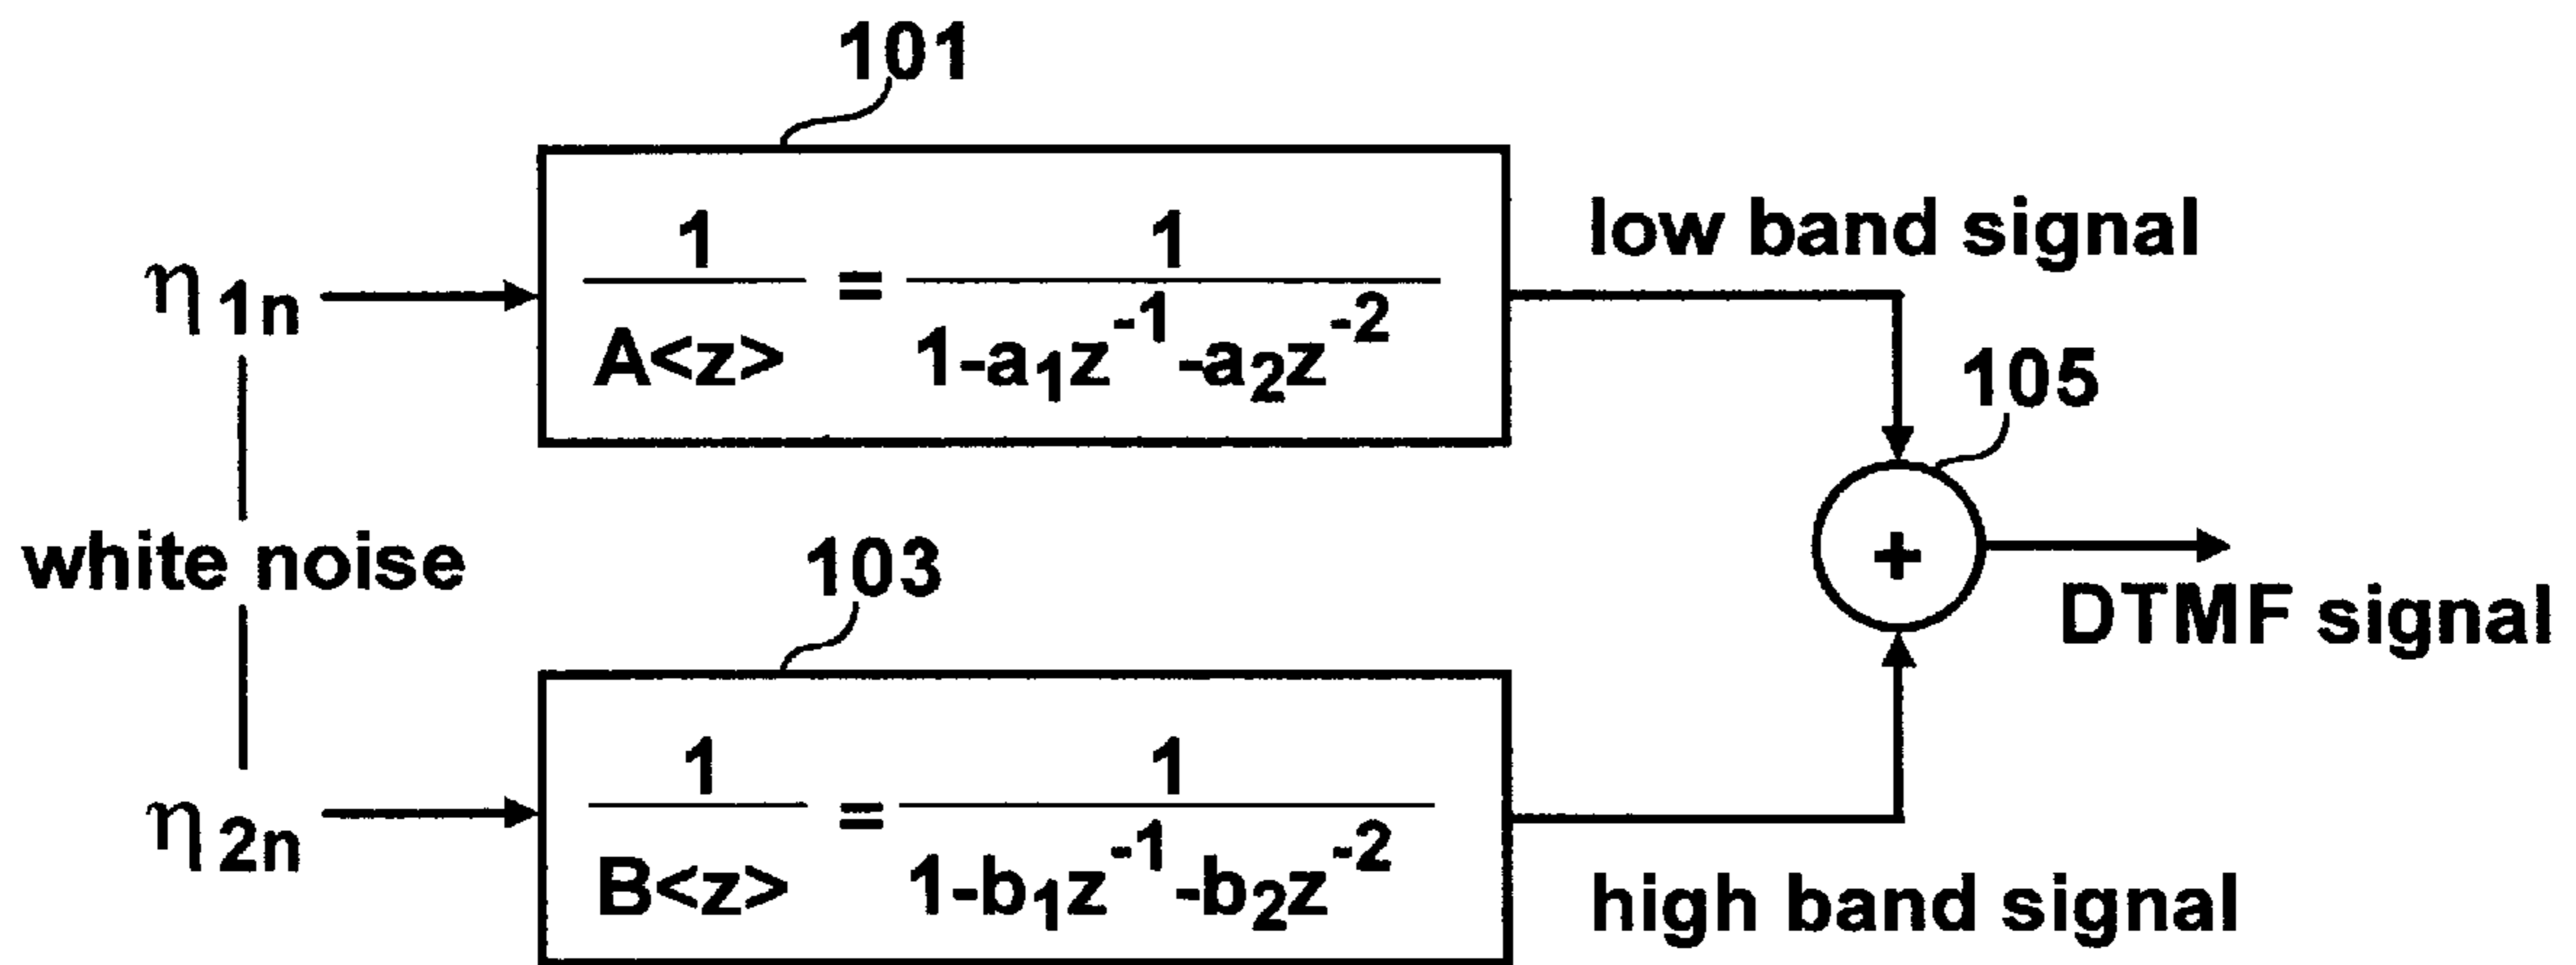 101
η1n
1/A<z> = 1/(1-a1z^-1-a2z^-2)
low band signal
105
+
white noise
DTMF signal
103
η2n
1/B<z> = 1/(1-b1z^-1-b2z^-2)
high band signal